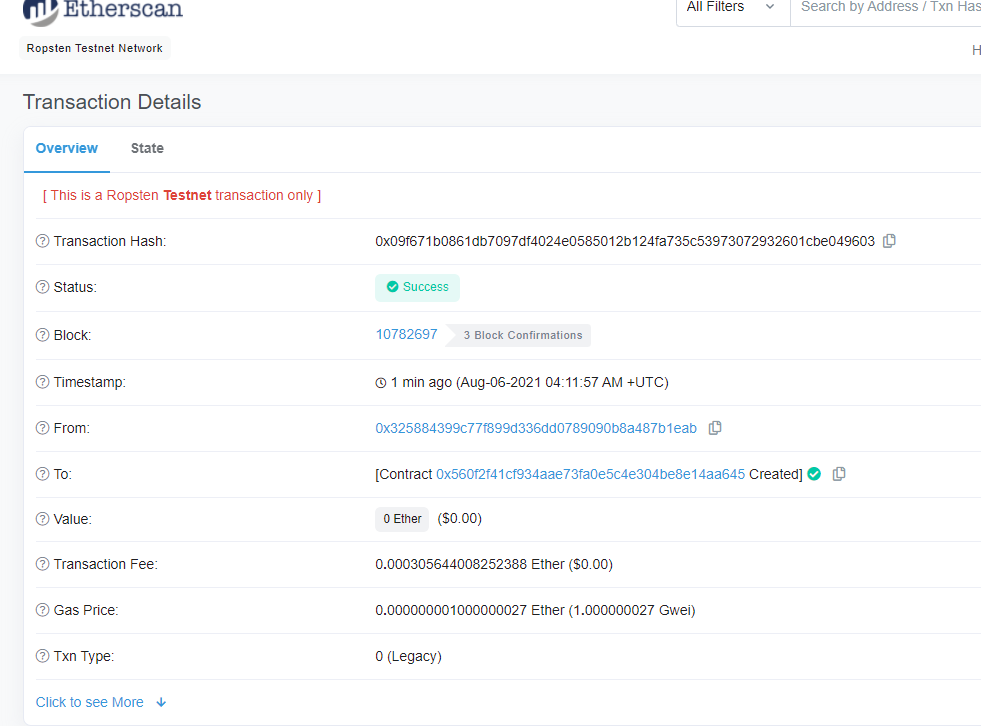 Etherscan
All Filters Search by Address / Txn Has
Ropsten Testnet Network
H
Transaction Details
Overview State
[ This is a Ropsten Testnet transaction only ]
Transaction Hash: 0x09f671b0861db7097df4024e0585012b124fa735c53973072932601cbe049603
Status: Success
Block: 10782697 3 Block Confirmations
Timestamp: 1 min ago (Aug-06-2021 04:11:57 AM +UTC)
From: 0x325884399c77f899d336dd0789090b8a487b1eab
To: [Contract 0x560f2f41cf934aae73fa0e5c4e304be8e14aa645 Created]
Value: 0 Ether ($0.00)
Transaction Fee: 0.000305644008252388 Ether ($0.00)
Gas Price: 0.000000001000000027 Ether (1.000000027 Gwei)
Txn Type: 0 (Legacy)
Click to see More